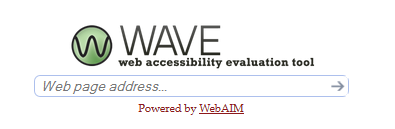 WAVE
web accessibility evaluation tool
Web page address...
Powered by WebAIM